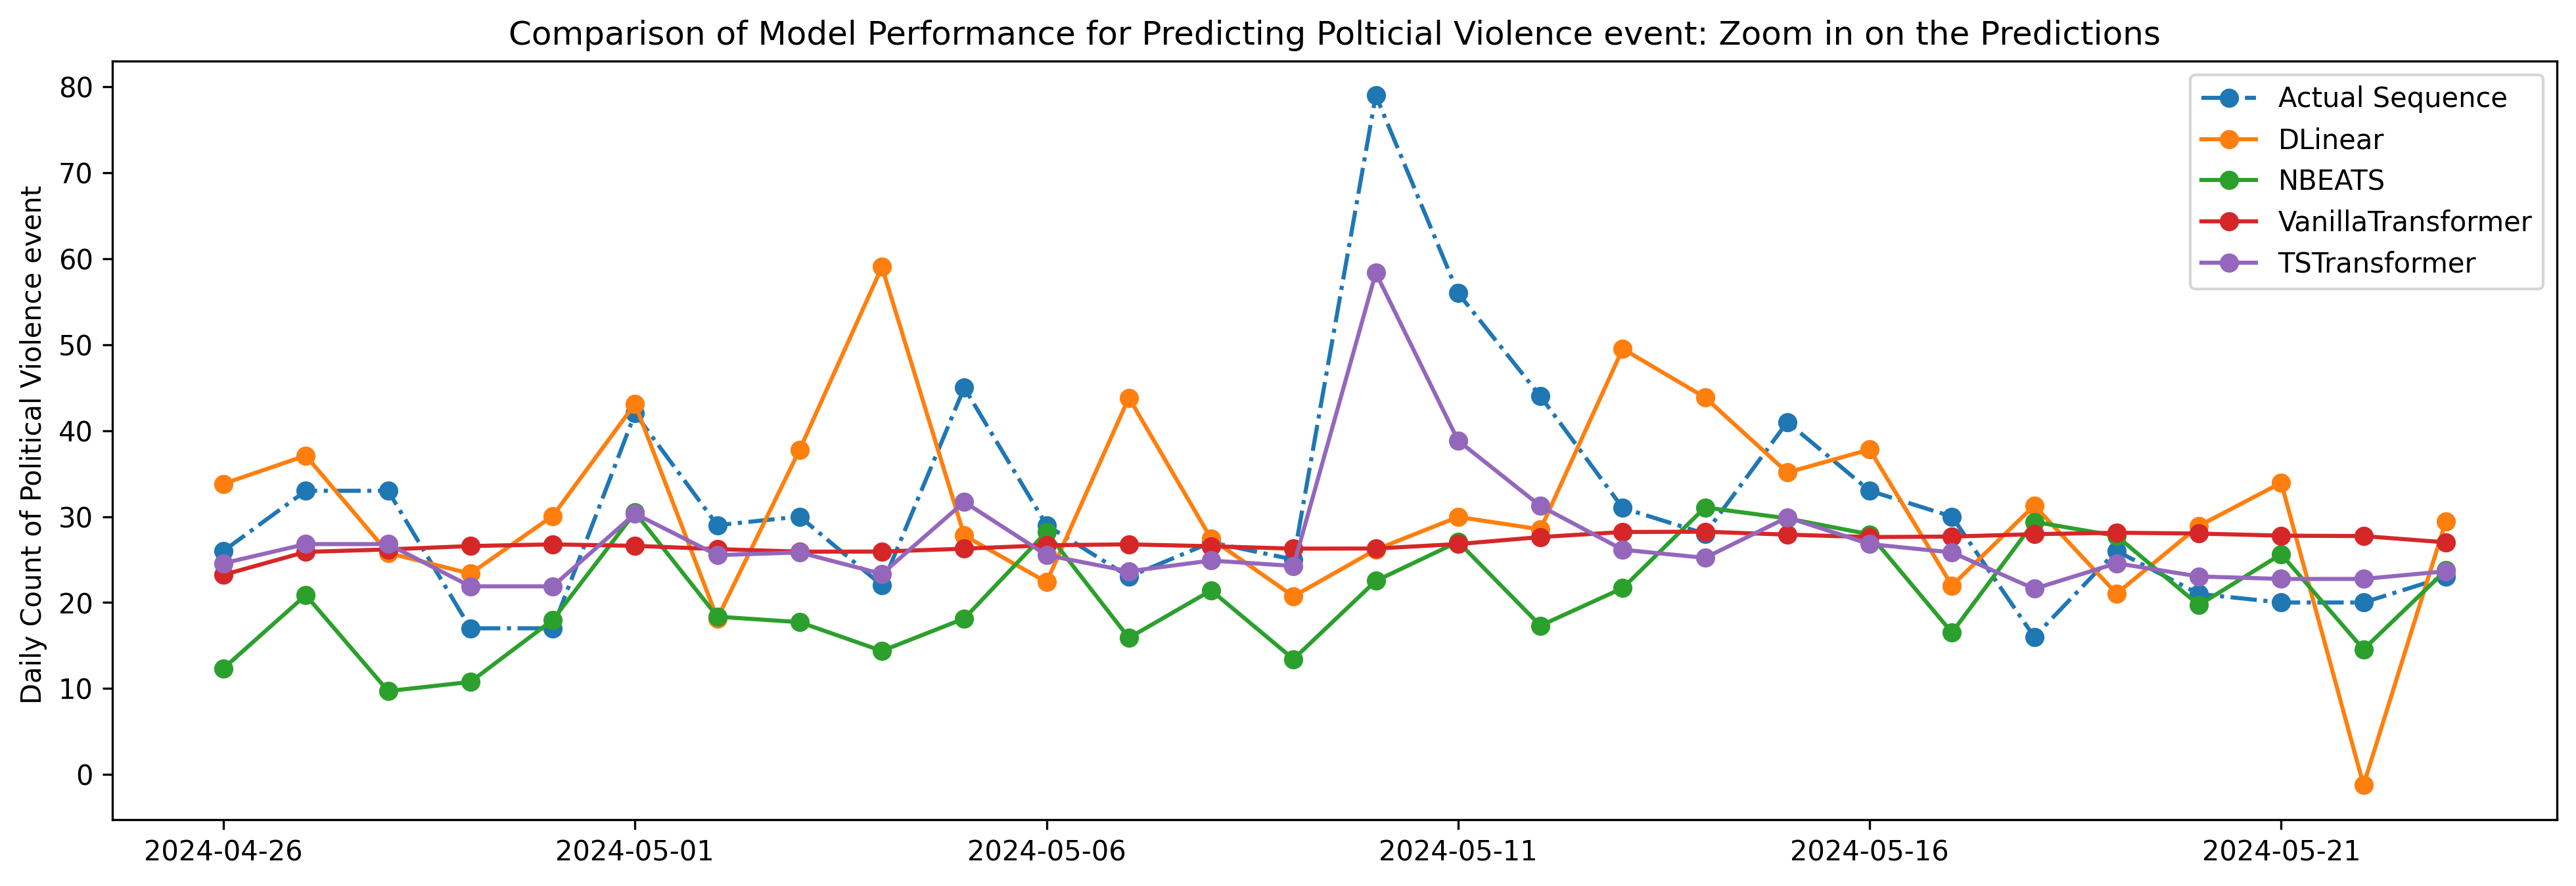 Comparison of Model Performance for Predicting Polticial Violence event: Zoom in on the Predictions
Daily Count of Political Violence event
80
70
60
50
40
30
20
10
0
Actual Sequence
DLinear
NBEATS
VanillaTransformer
TSTransformer
2024-04-26
2024-05-01
2024-05-06
2024-05-11
2024-05-16
2024-05-21